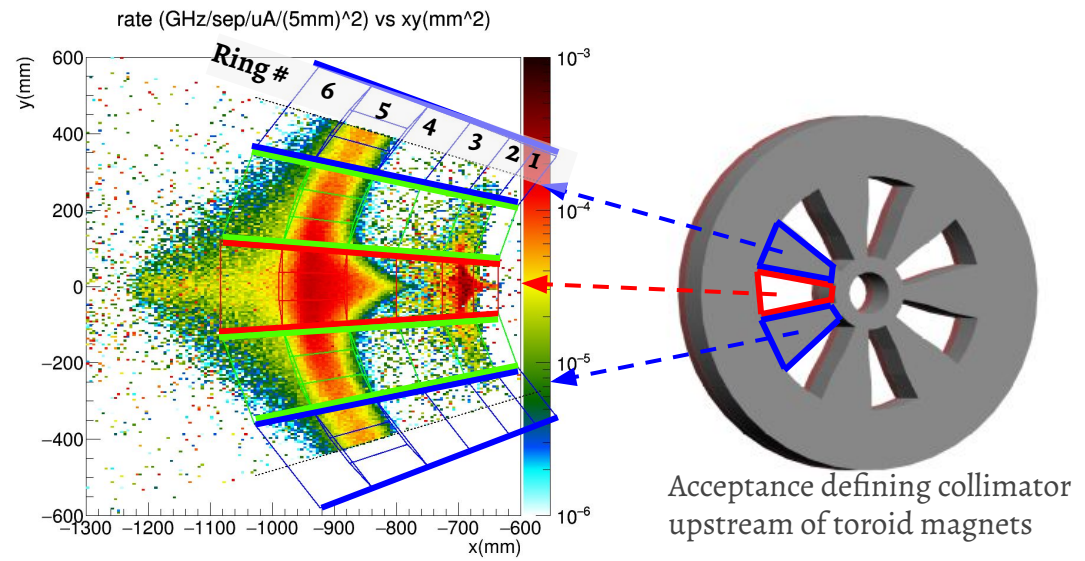 rate (GHz/sep/uA/(5mm)^2) vs xy(mm^2)
y(mm)
600
400
200
0
−200
−400
−600
−1300 −1200 −1100 −1000 −900 −800 −700 −600
x(mm)
Ring #
6 5 4 3 2 1
10−3
10−4
10−5
10−6
Acceptance defining collimator
upstream of toroid magnets